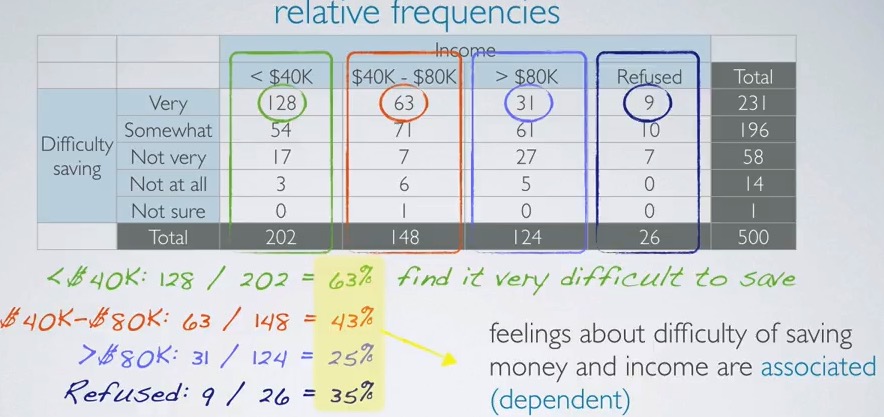 relative frequencies
Income
< $40K $40K - $80K > $80K Refused Total
Difficulty saving
Very 128 63 31 9 231
Somewhat 54 71 61 10 196
Not very 17 7 27 7 58
Not at all 3 6 5 0 14
Not sure 0 1 0 0 1
Total 202 148 124 26 500
<$40K: 128 / 202 = 63% find it very difficult to save
$40K-$80K: 63 / 148 = 43%
>$80K: 31 / 124 = 25%
Refused: 9 / 26 = 35%
feelings about difficulty of saving
money and income are associated
(dependent)